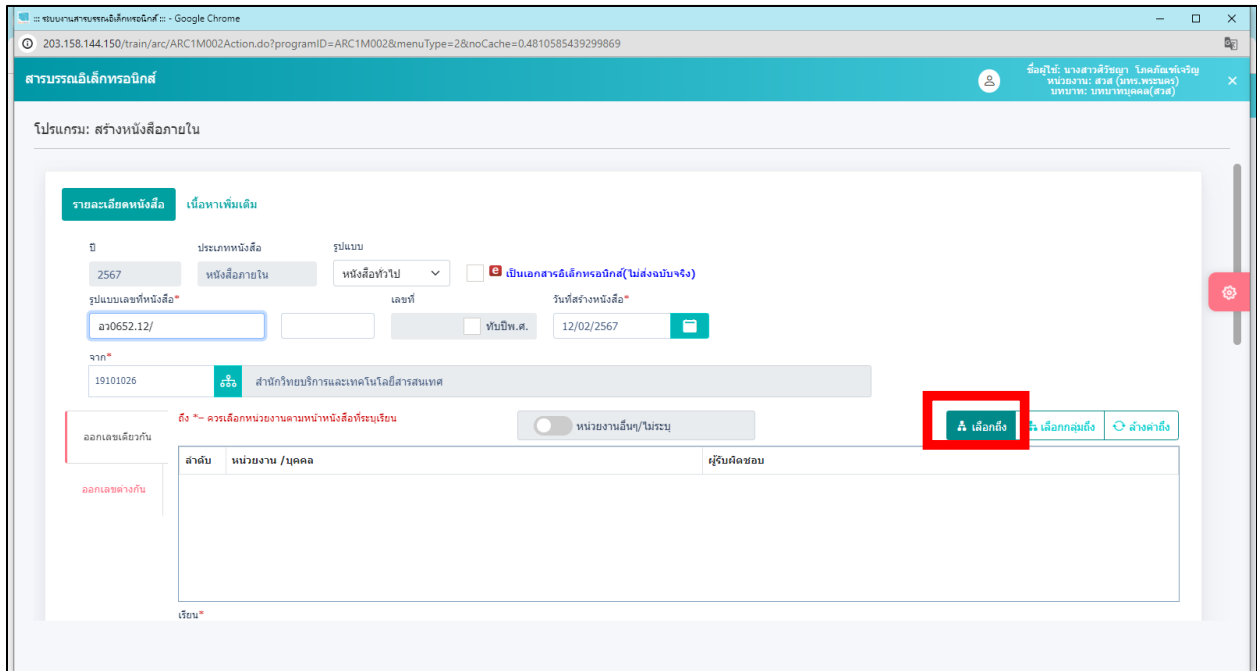 ::: ระบบงานสารบรรณอิเล็กทรอนิกส์ ::: - Google Chrome
203.158.144.150/train/arc/ARC1M002Action.do?programID=ARC1M002&menuType=2&noCache=0.4810585439299869
สารบรรณอิเล็กทรอนิกส์
ชื่อผู้ใช้: นางสาวศิวัชญา โภคภัณฑ์เจริญ
หน่วยงาน: สวส (มทร.พระนคร)
บทบาท: บทบาทบุคคล(สวส)
โปรแกรม: สร้างหนังสือภายใน
รายละเอียดหนังสือ เนื้อหาเพิ่มเติม
ปี ประเภทหนังสือ รูปแบบ
2567 หนังสือภายใน หนังสือทั่วไป e เป็นเอกสารอิเล็กทรอนิกส์(ไม่ส่งฉบับจริง)
รูปแบบเลขที่หนังสือ* เลขที่ วันที่สร้างหนังสือ*
อว0652.12/ ทับปีพ.ศ. 12/02/2567
จาก*
19101026 สำนักวิทยบริการและเทคโนโลยีสารสนเทศ
ถึง *– ควรเลือกหน่วยงานตามหน้าหนังสือที่ระบุเรียน หน่วยงานอื่นๆ/ไม่ระบุ เลือกถึง เลือกกลุ่มถึง ล้างค่าถึง
ออกเลขเดียวกัน
ลำดับ หน่วยงาน /บุคคล ผู้รับผิดชอบ
ออกเลขต่างกัน
เรียน*